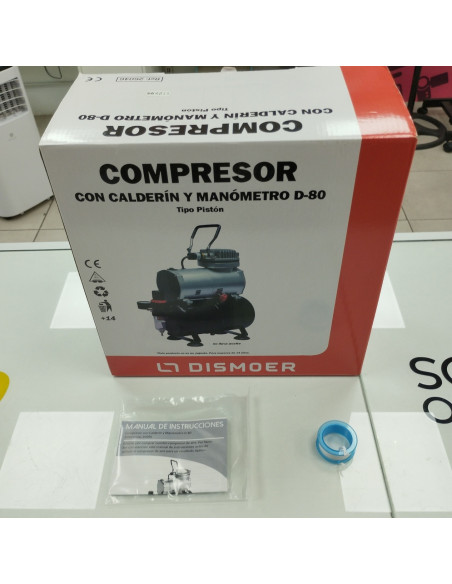 COMPRESOR
CON CALDERÍN Y MANÓMETRO D-80
Tipo Pistón
COMPRESOR
CON CALDERÍN Y MANÓMETRO D-80
Tipo Pistón
CE
+14
DISMOER
MANUAL DE INSTRUCCIONES
SC
O